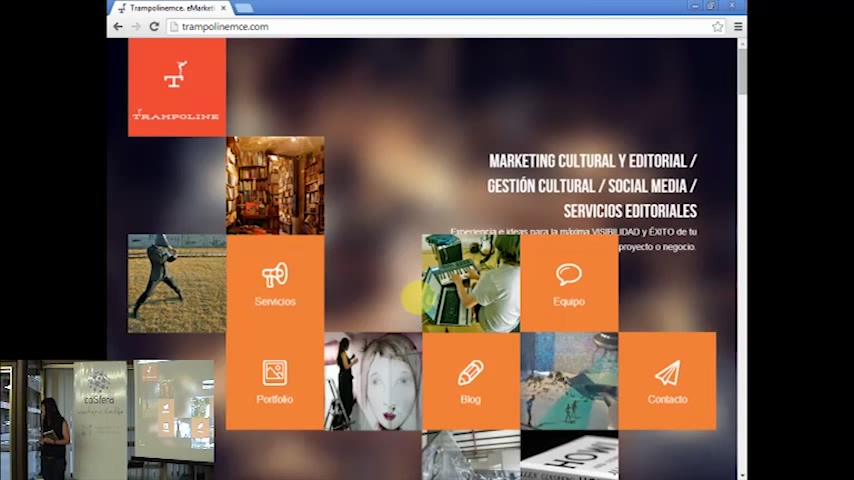 Trampolinemce. eMarketi
trampolinemce.com
TRAMPOLINE
MARKETING CULTURAL Y EDITORIAL /
GESTIÓN CULTURAL / SOCIAL MEDIA /
SERVICIOS EDITORIALES
Experiencia e ideas para la máxima VISIBILIDAD y ÉXITO de tu
proyecto o negocio.
Servicios
Equipo
Portfolio
Blog
Contacto
HOW